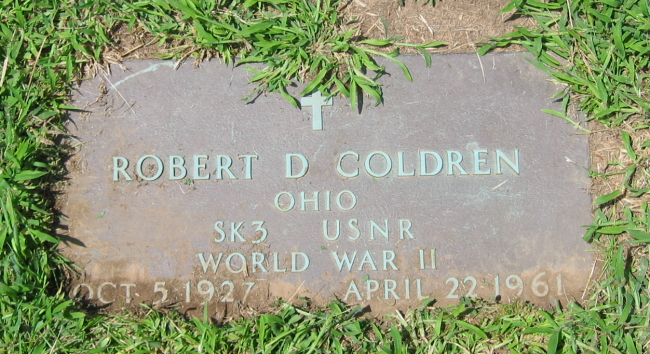 ROBERT D COLDREN
OHIO
SK3 USNR
WORLD WAR II
OCT 5 1927 APRIL 22 1961